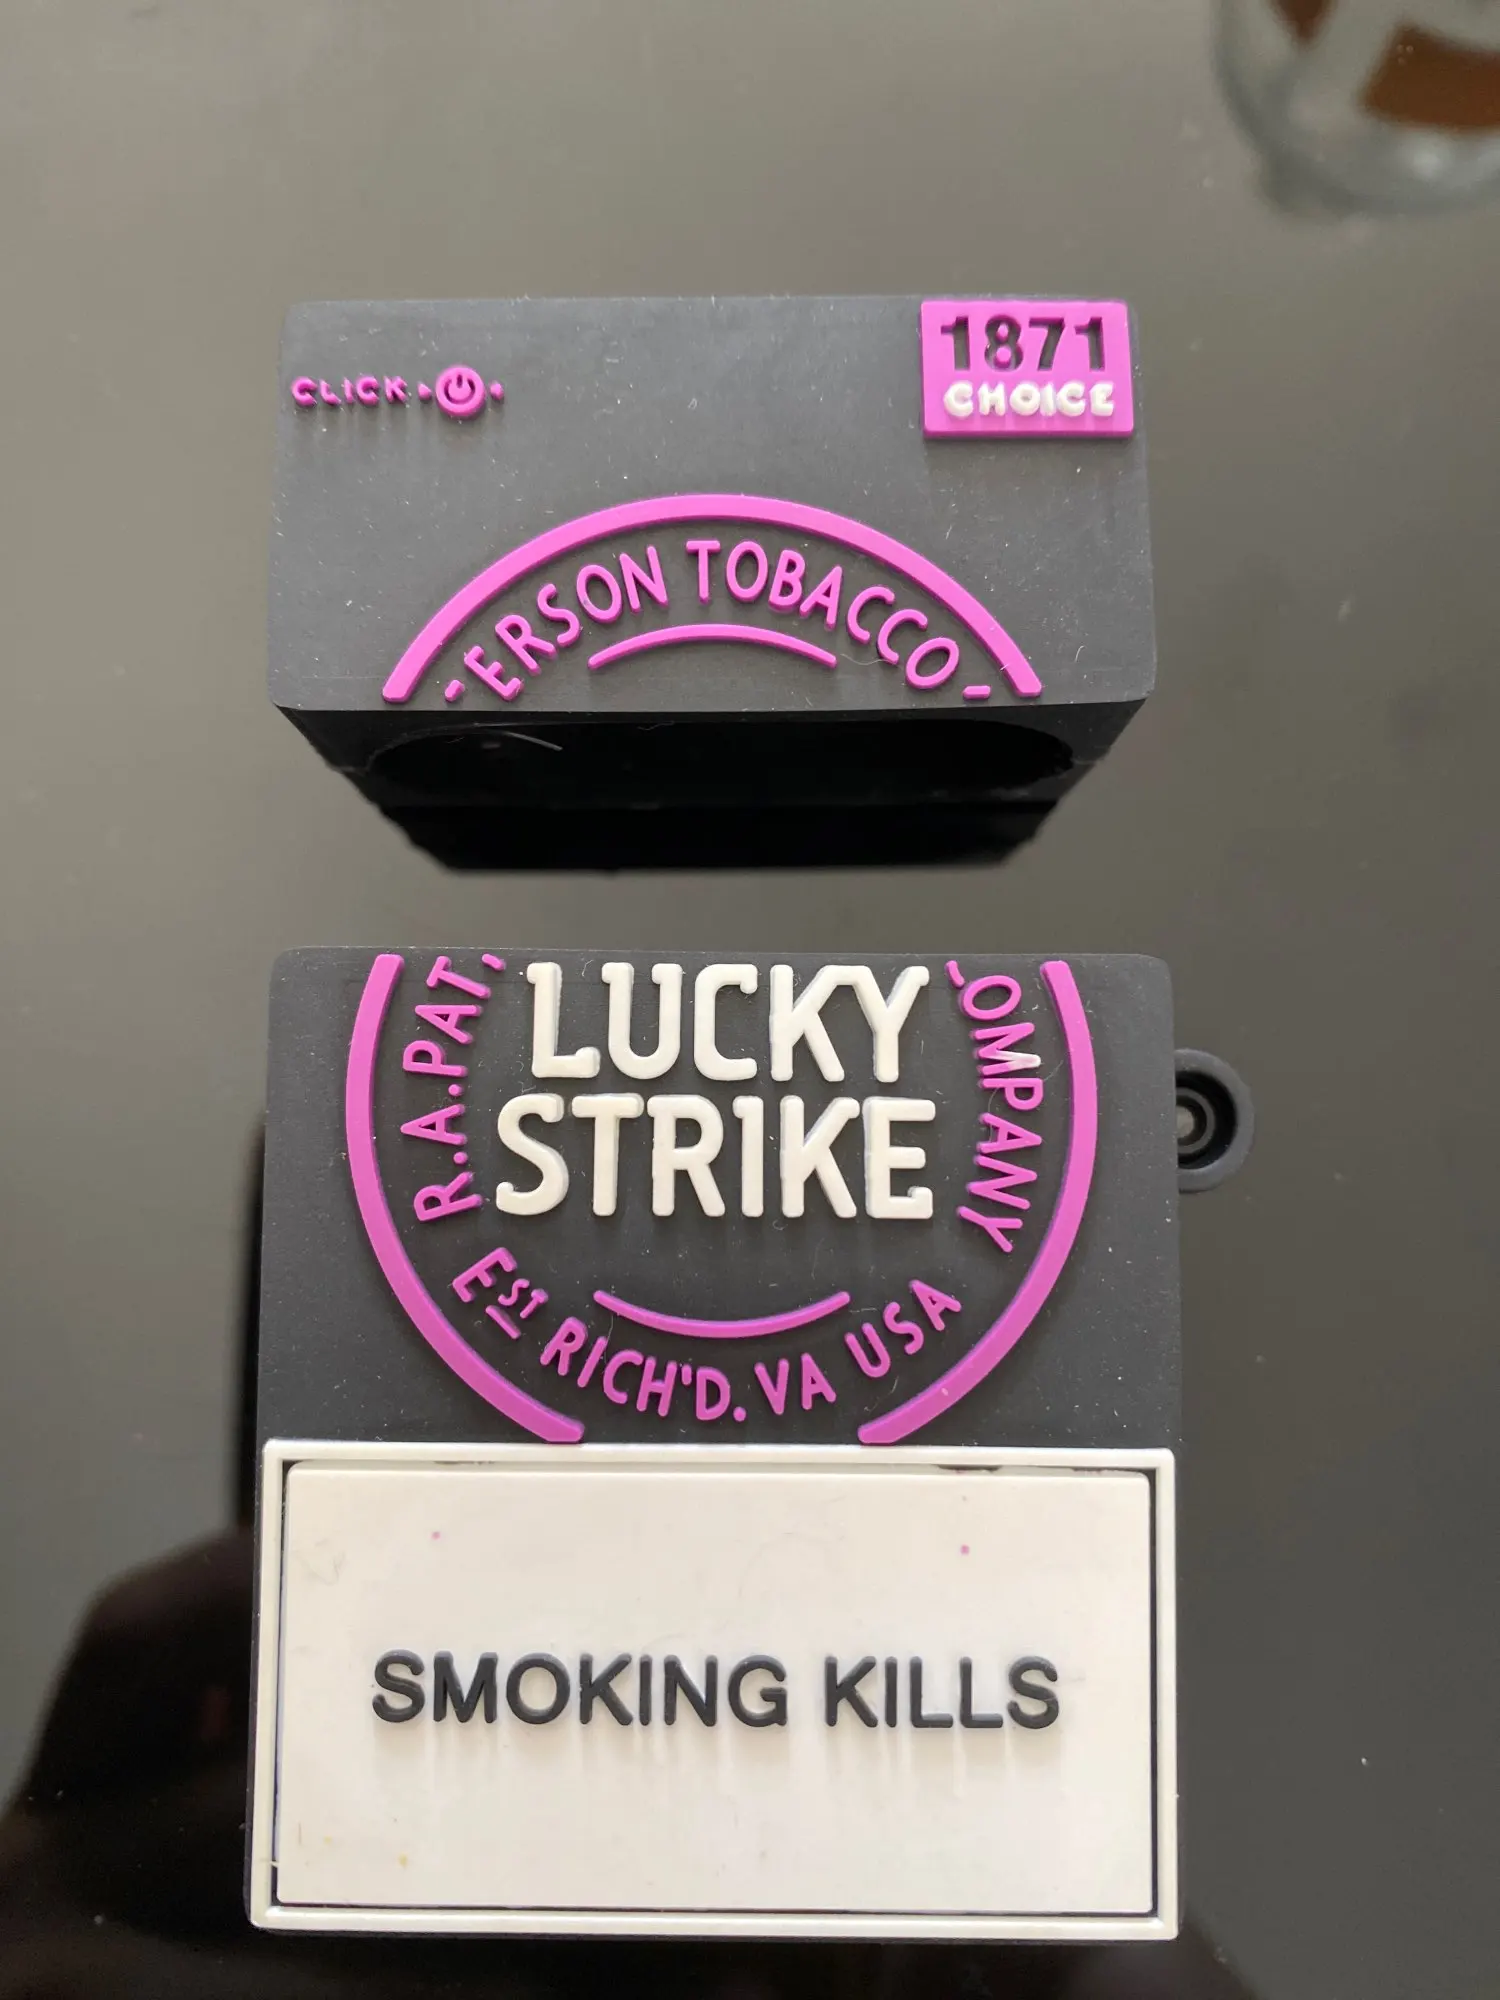 CLICK
1871
CHOICE
ERSON TOBACCO
R.A.PAT
LUCKY
STRIKE
OMPANY
EST RICH'D. VA USA
SMOKING KILLS